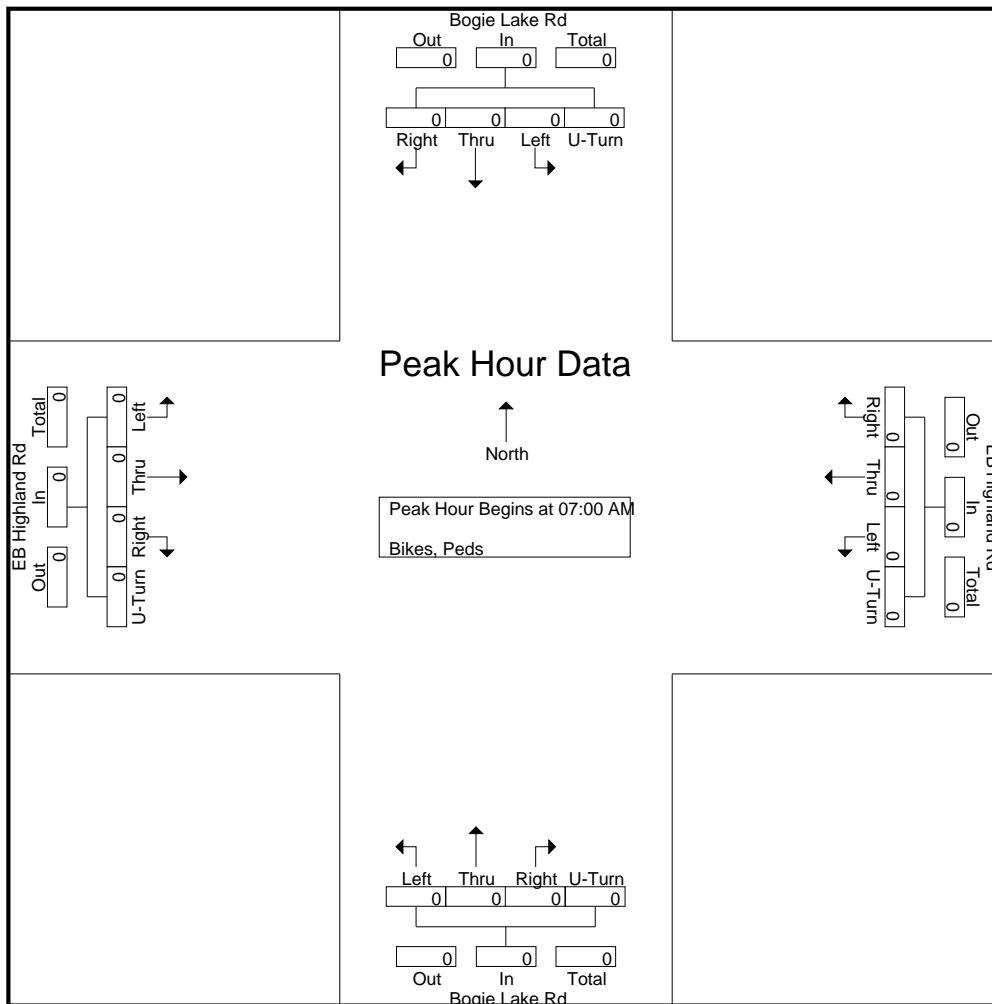 Bogie Lake Rd
Out In Total
0 0 0
0 0 0 0
Right Thru Left U-Turn
Peak Hour Data
North
Peak Hour Begins at 07:00 AM
Bikes, Peds
EB Highland Rd
Total In Out
0 0 0
0 0 0 0
Left Thru Right U-Turn
Right Thru Left U-Turn
0 0 0 0
0 0 0
Out In Total
EB Highland Rd
Left Thru Right U-Turn
0 0 0 0
0 0 0
Out In Total
Bogie Lake Rd